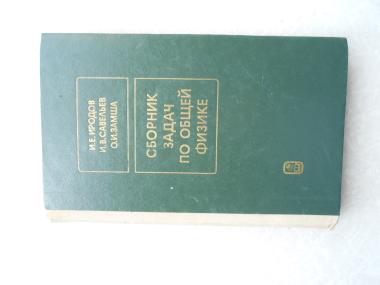 И.Е.ИРОДОВ
И.В.САВЕЛЬЕВ
О.И.ЗАМША
СБОРНИК
ЗАДАЧ
ПО ОБЩЕЙ
ФИЗИКЕ